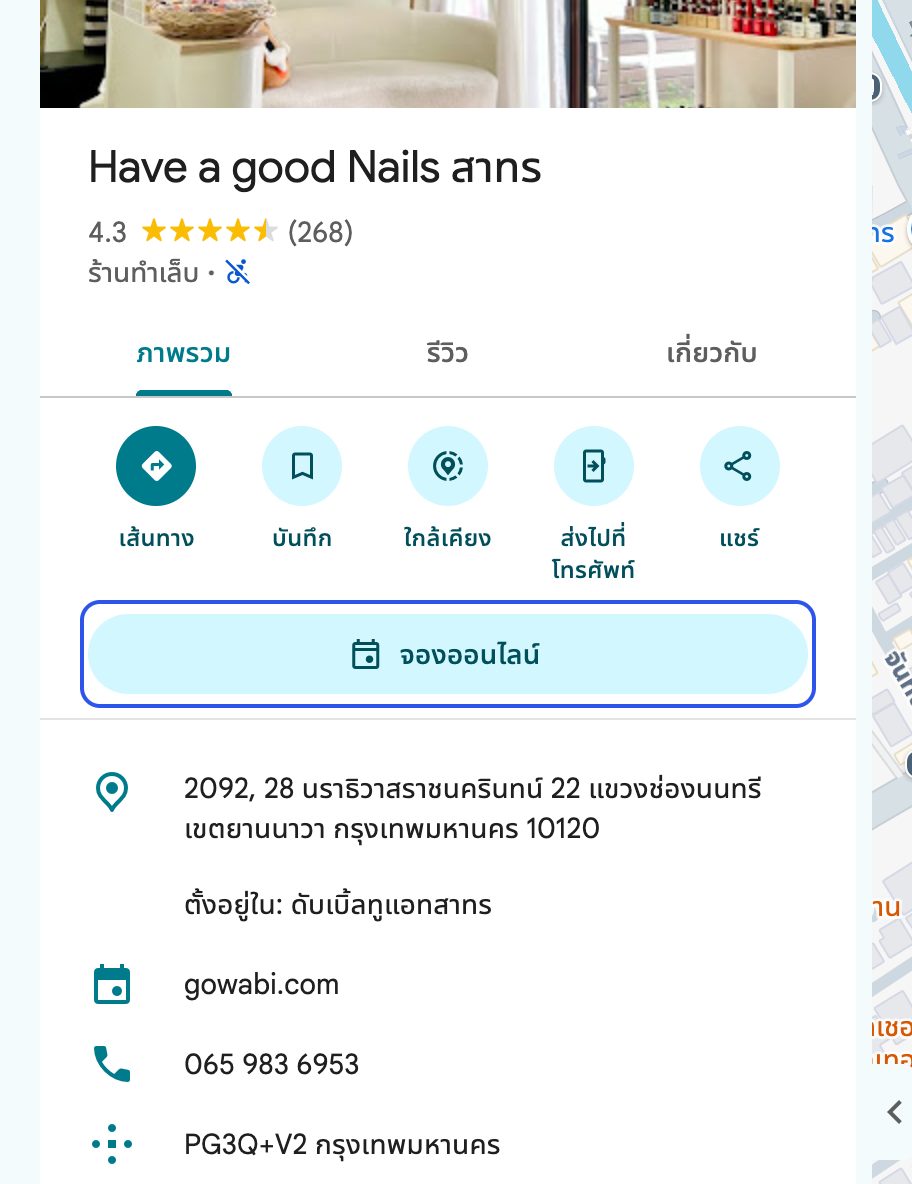 Have a good Nails สาทร
4.3 (268)
ร้านทำเล็บ ·
ภาพรวม รีวิว เกี่ยวกับ
เส้นทาง บันทึก ใกล้เคียง ส่งไปที่ แชร์
โทรศัพท์
จองออนไลน์
2092, 28 นราธิวาสราชนครินทน์ 22 แขวงช่องนนทรี
เขตยานนาวา กรุงเทพมหานคร 10120
ตั้งอยู่ใน: ดับเบิ้ลทูแอทสาทร
gowabi.com
065 983 6953
PG3Q+V2 กรุงเทพมหานคร